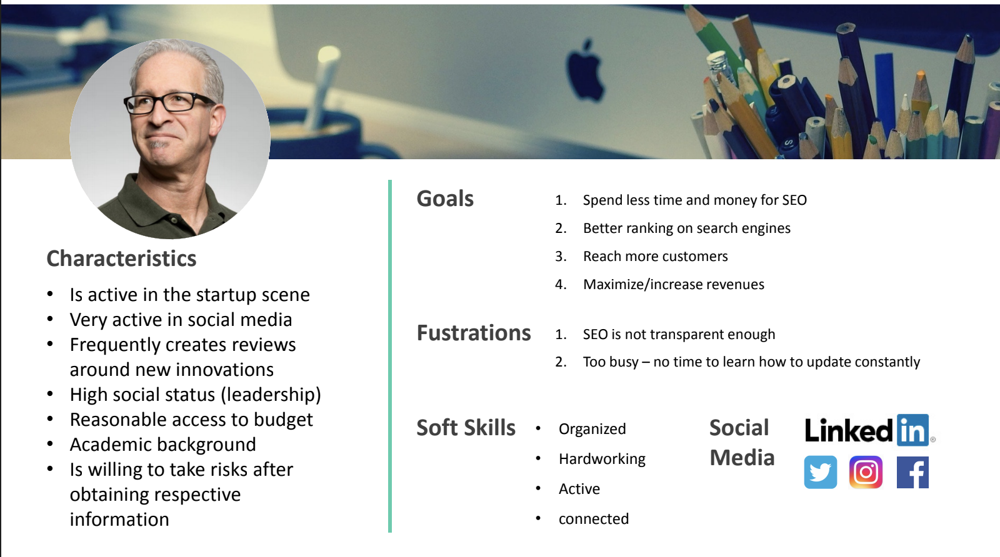 Characteristics
• Is active in the startup scene
• Very active in social media
• Frequently creates reviews
around new innovations
• High social status (leadership)
• Reasonable access to budget
• Academic background
• Is willing to take risks after
obtaining respective
information
Goals
1. Spend less time and money for SEO
2. Better ranking on search engines
3. Reach more customers
4. Maximize/increase revenues
Fustrations
1. SEO is not transparent enough
2. Too busy – no time to learn how to update constantly
Soft Skills
• Organized
• Hardworking
• Active
• connected
Social
Media
Linked in®